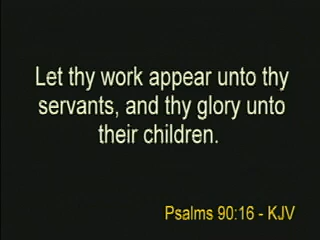 Let thy work appear unto thy
servants, and thy glory unto
their children.
Psalms 90:16 - KJV